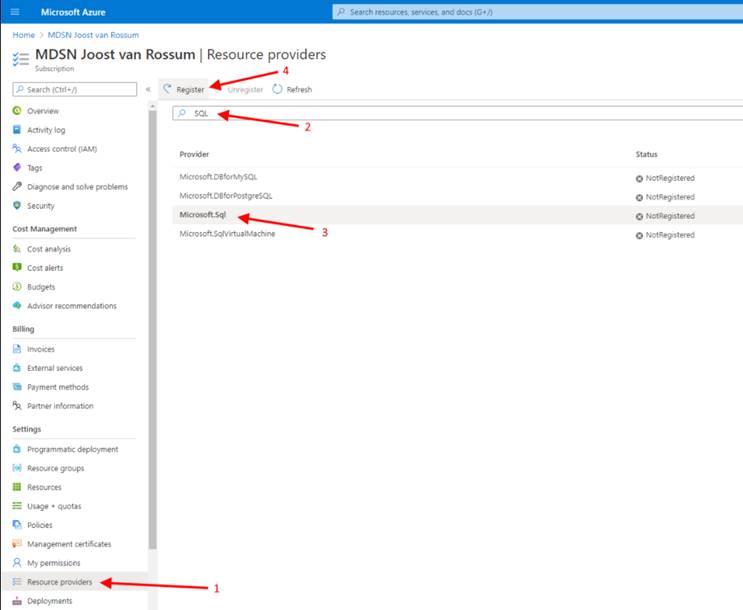 Microsoft Azure
Search resources, services, and docs (G+/)
Home > MDSN Joost van Rossum
MDSN Joost van Rossum | Resource providers
Subscription
Search (Ctrl+/)
«
Register
Unregister
Refresh
4
SQL
2
Overview
Activity log
Access control (IAM)
Tags
Diagnose and solve problems
Security
Cost Management
Cost analysis
Cost alerts
Budgets
Advisor recommendations
Billing
Invoices
External services
Payment methods
Partner information
Settings
Programmatic deployment
Resource groups
Resources
Usage + quotas
Policies
Management certificates
My permissions
Resource providers
1
Deployments
Provider Status
Microsoft.DBforMySQL NotRegistered
Microsoft.DBforPostgreSQL NotRegistered
Microsoft.Sql NotRegistered
3
Microsoft.SqlVirtualMachine NotRegistered